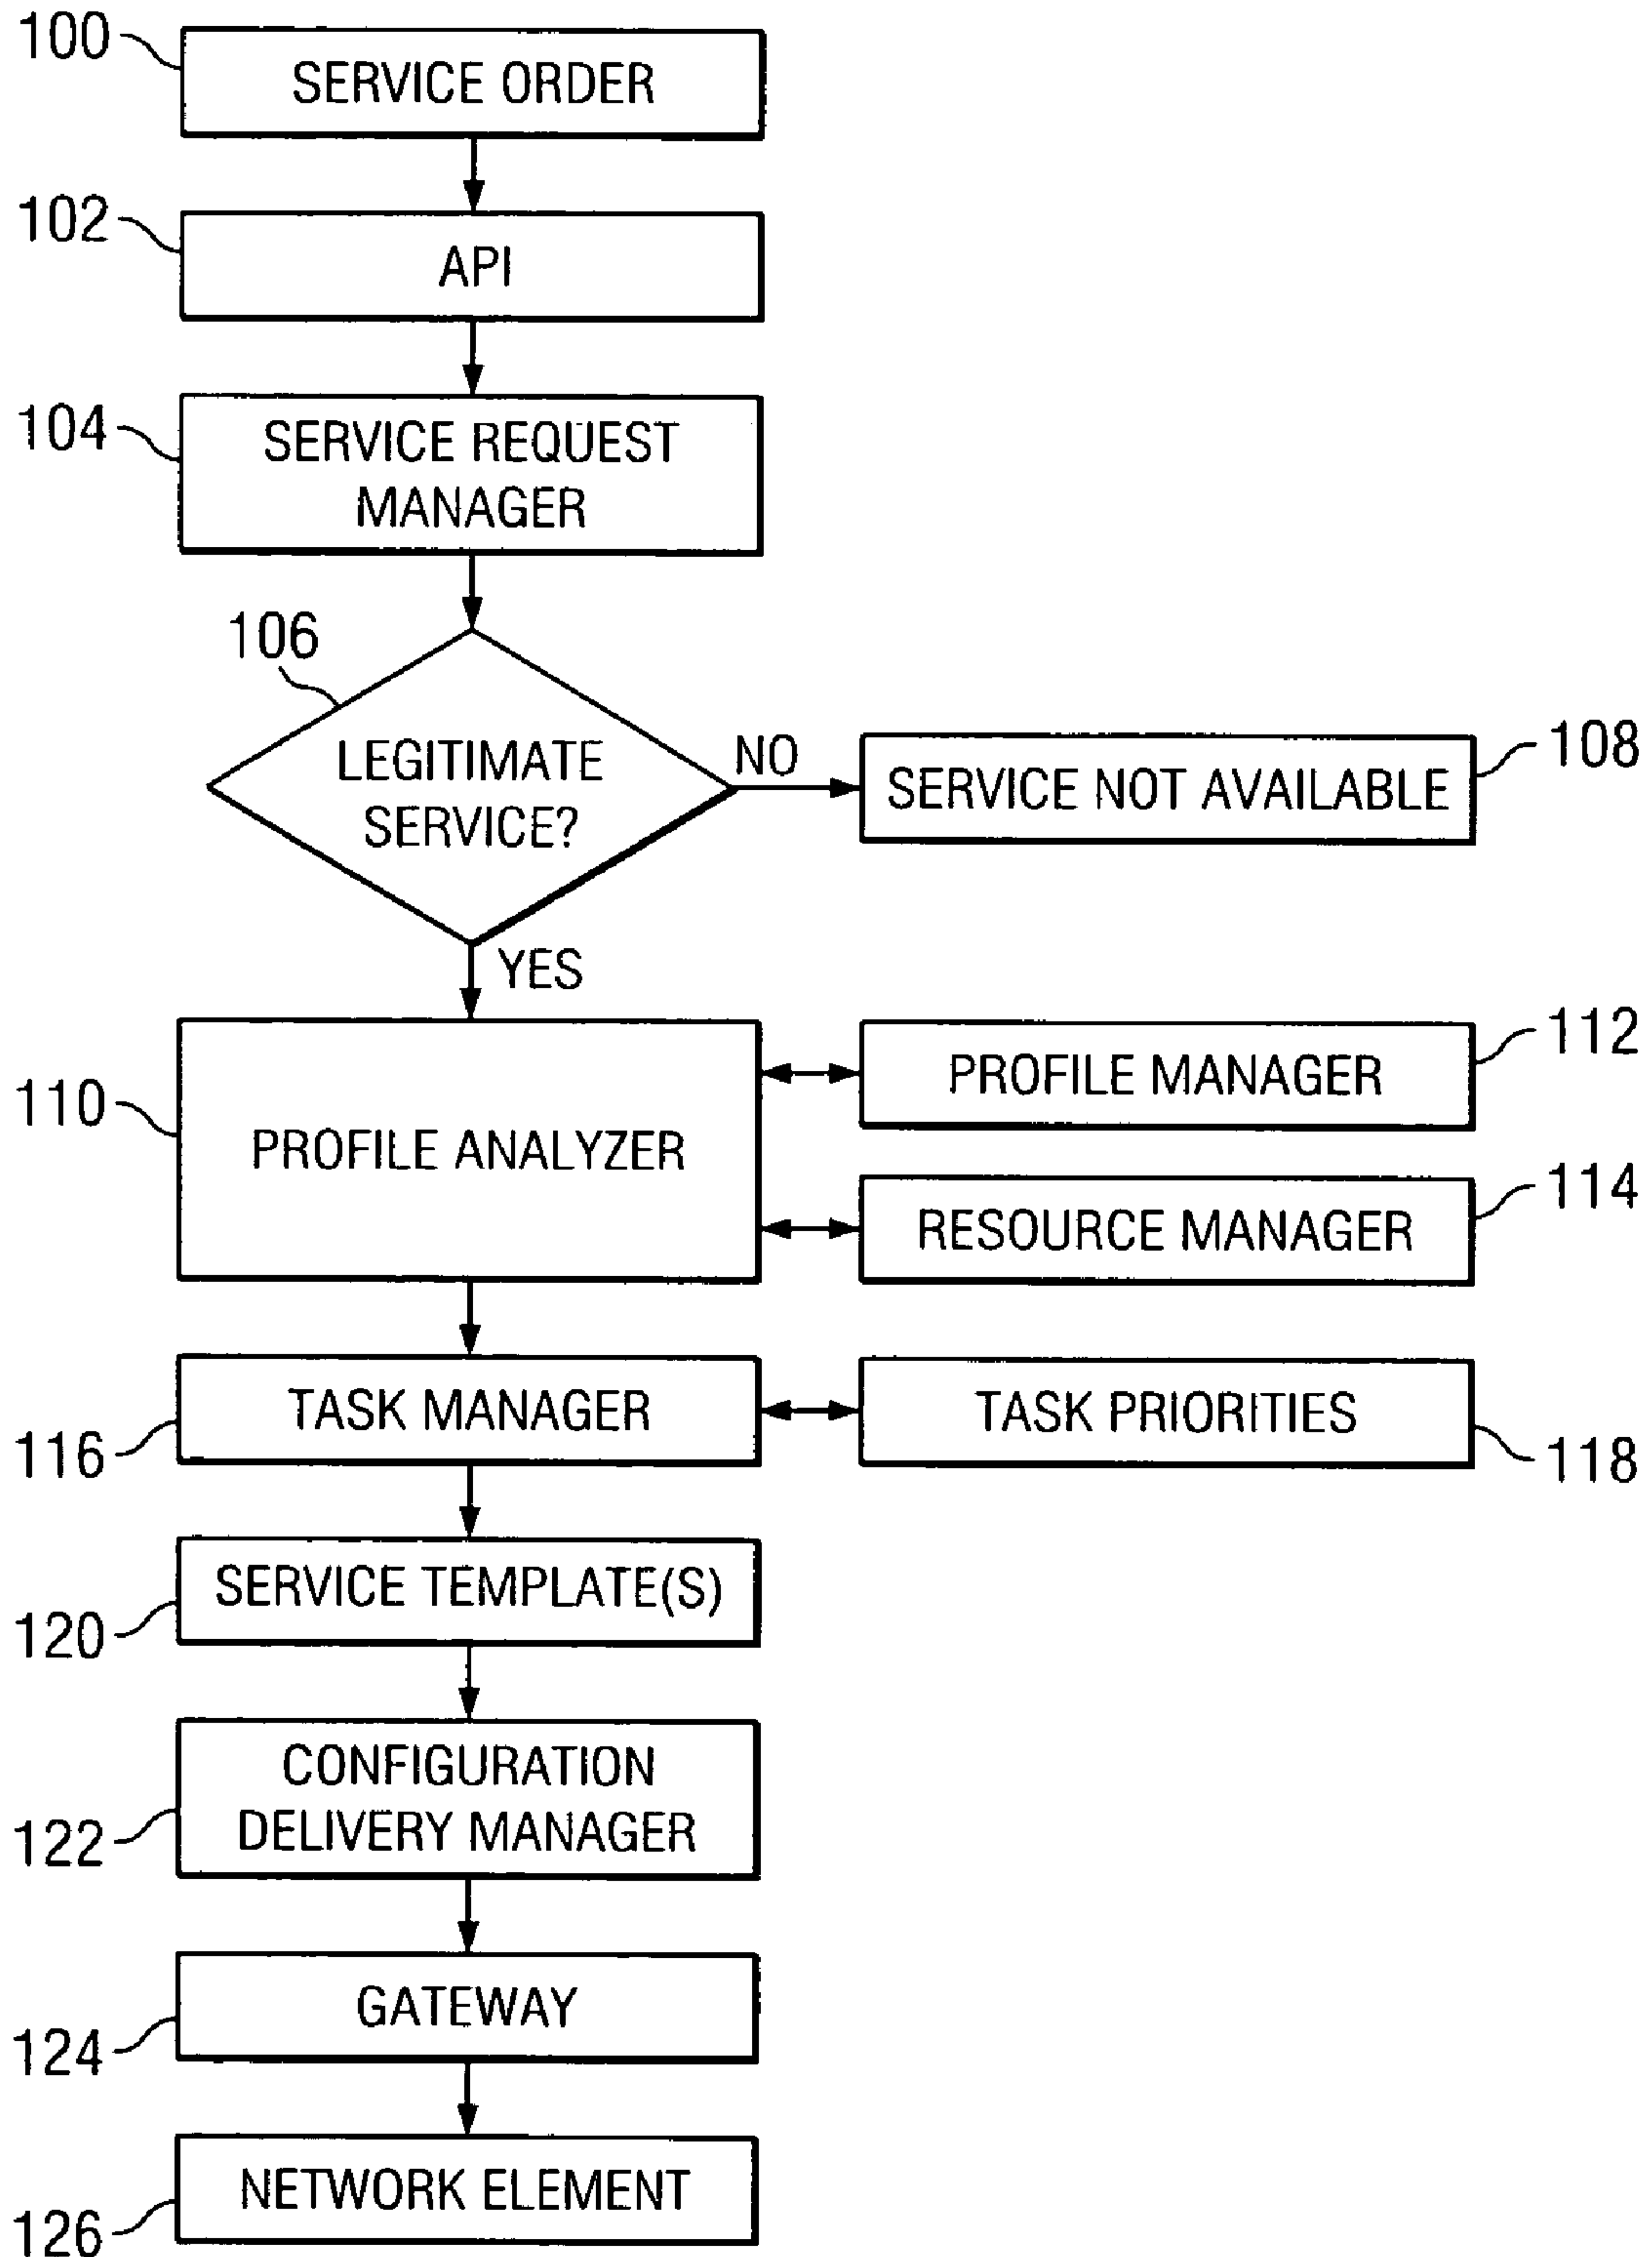 100
SERVICE ORDER
102
API
104
SERVICE REQUEST
MANAGER
106
LEGITIMATE
SERVICE?
NO
SERVICE NOT AVAILABLE
108
YES
110
PROFILE ANALYZER
PROFILE MANAGER
112
RESOURCE MANAGER
114
TASK MANAGER
116
TASK PRIORITIES
118
SERVICE TEMPLATE(S)
120
CONFIGURATION
DELIVERY MANAGER
122
GATEWAY
124
NETWORK ELEMENT
126